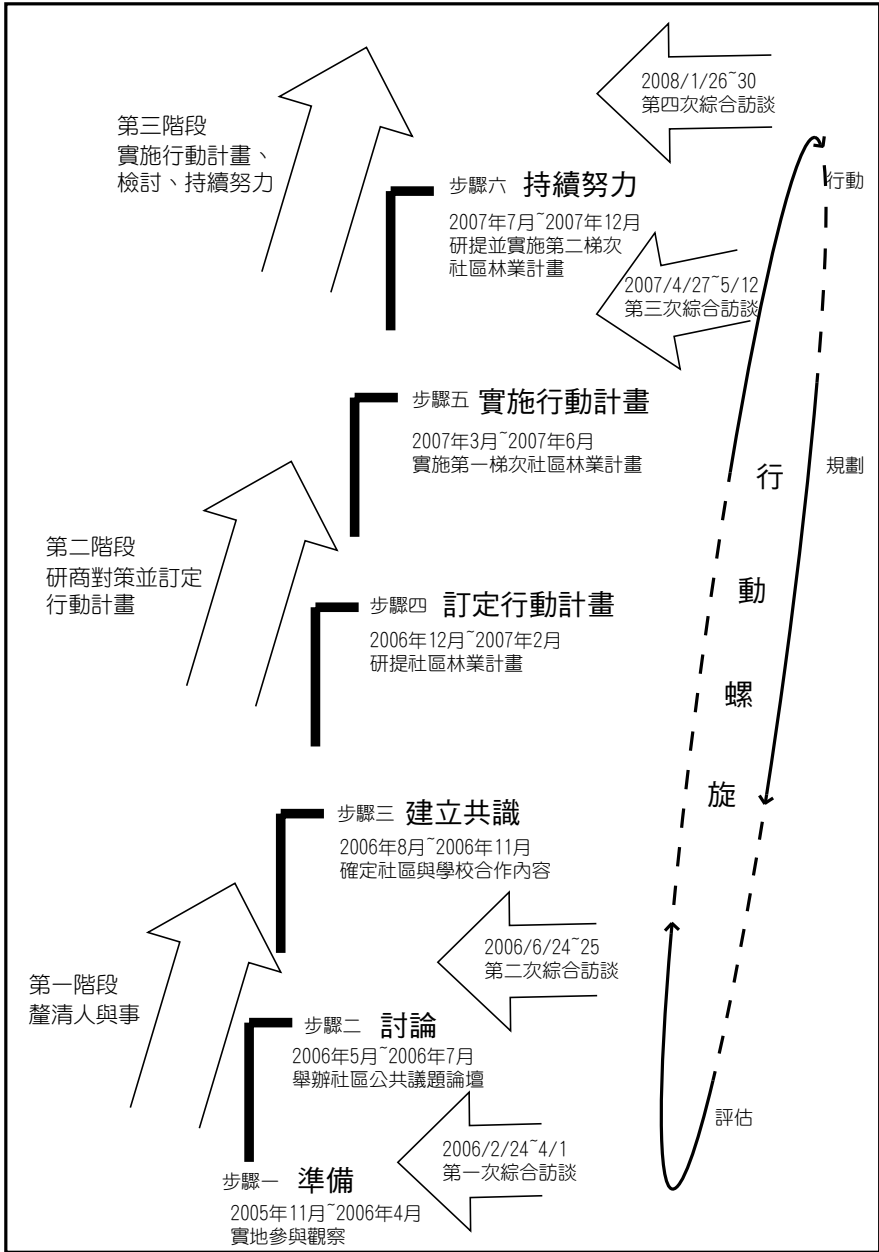 2008/1/26~30
第四次綜合訪談
第三階段
實施行動計畫、
檢討、持續努力
行動
步驟六 持續努力
2007年7月~2007年12月
研提並實施第二梯次
社區林業計畫
2007/4/27~5/12
第三次綜合訪談
步驟五 實施行動計畫
2007年3月~2007年6月
實施第一梯次社區林業計畫
規劃
行
動
螺
旋
第二階段
研商對策並訂定
行動計畫
步驟四 訂定行動計畫
2006年12月~2007年2月
研提社區林業計畫
步驟三 建立共識
2006年8月~2006年11月
確定社區與學校合作內容
2006/6/24~25
第二次綜合訪談
第一階段
釐清人與事
步驟二 討論
2006年5月~2006年7月
舉辦社區公共議題論壇
評估
2006/2/24~4/1
第一次綜合訪談
步驟一 準備
2005年11月~2006年4月
實地參與觀察